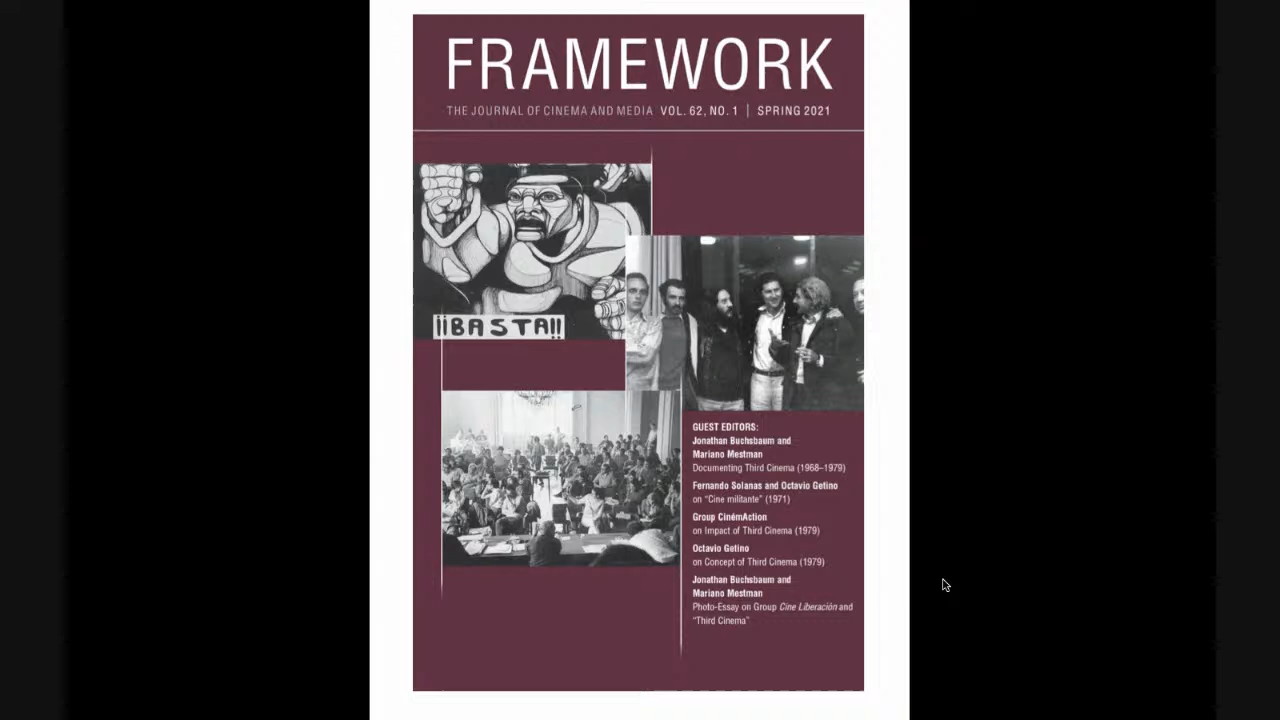 FRAMEWORK
THE JOURNAL OF CINEMA AND MEDIA VOL. 62, NO. 1 | SPRING 2021
¡¡BASTA!!
GUEST EDITORS:
Jonathan Buchsbaum and
Mariano Mestman
Documenting Third Cinema (1968–1979)
Fernando Solanas and Octavio Getino
on “Cine militante” (1971)
Group CinémAction
on Impact of Third Cinema (1979)
Octavio Getino
on Concept of Third Cinema (1979)
Jonathan Buchsbaum and
Mariano Mestman
Photo-Essay on Group Cine Liberación and
“Third Cinema”